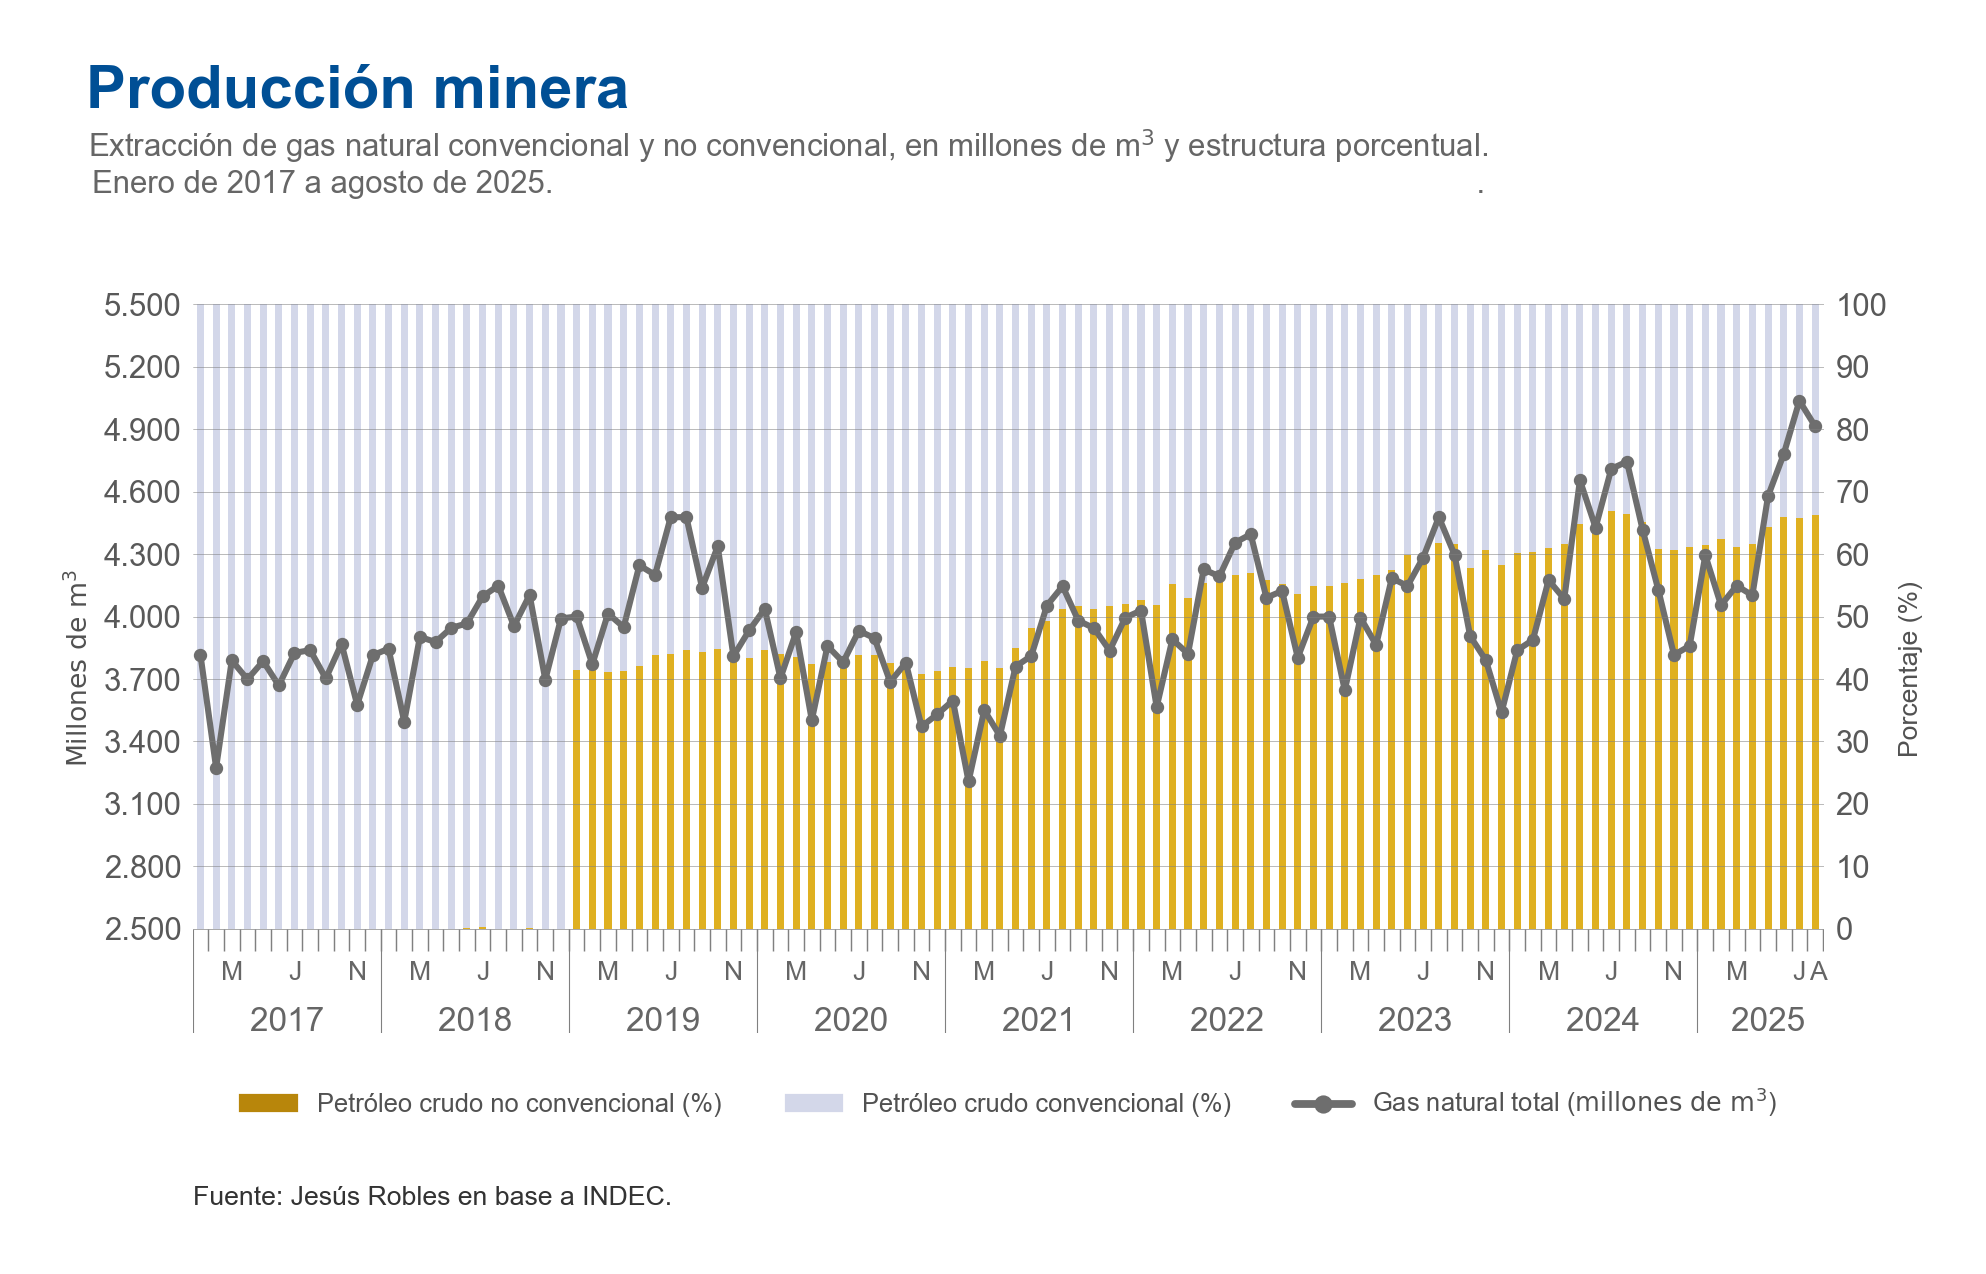 Producción minera
Extracción de gas natural convencional y no convencional, en millones de m³ y estructura porcentual.
Enero de 2017 a agosto de 2025. .
5.500 100
5.200 90
4.900 80
4.600 70
4.300 60
4.000 50
3.700 40
3.400 30
3.100 20
2.800 10
2.500 0
Millones de m³
Porcentaje (%)
M J N M J N M J N M J N M J N M J N M J N M J N M J A
2017 2018 2019 2020 2021 2022 2023 2024 2025
Petróleo crudo no convencional (%) Petróleo crudo convencional (%) Gas natural total (millones de m³)
Fuente: Jesús Robles en base a INDEC.